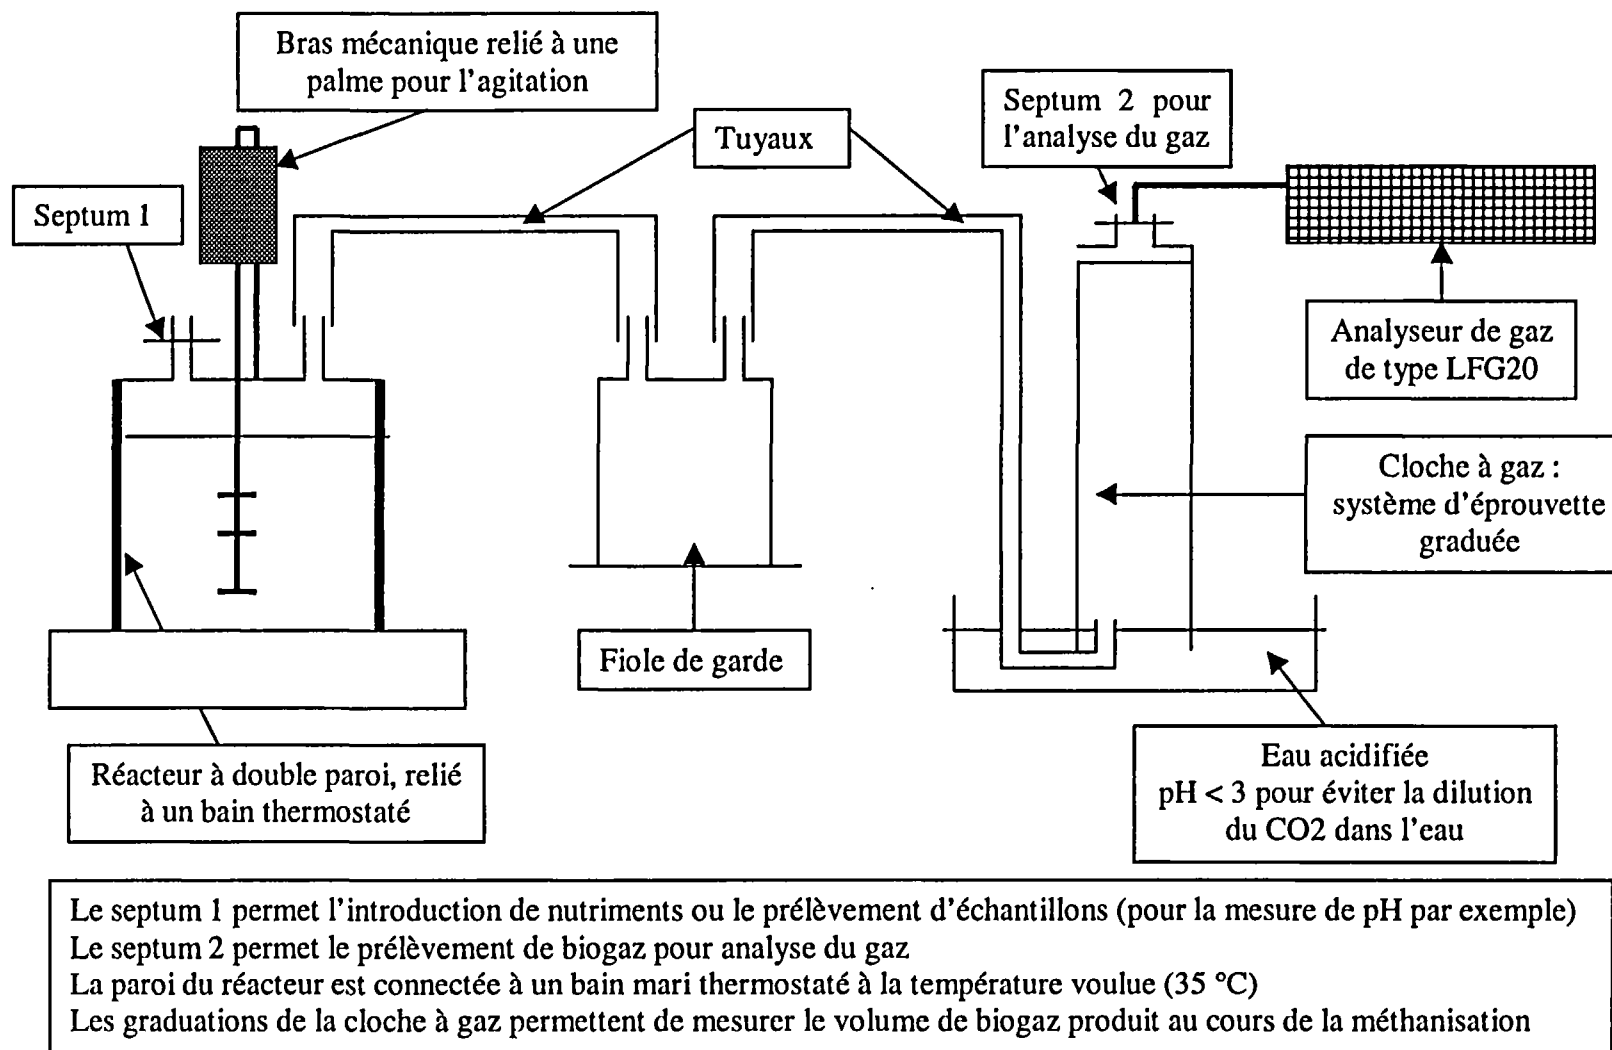 Bras mécanique relié à une
palme pour l'agitation
Septum 2 pour
l'analyse du gaz
Tuyaux
Septum 1
Analyseur de gaz
de type LFG20
Cloche à gaz :
système d'éprouvette
graduée
Fiole de garde
Réacteur à double paroi, relié
à un bain thermostaté
Eau acidifiée
pH < 3 pour éviter la dilution
du CO2 dans l'eau
Le septum 1 permet l'introduction de nutriments ou le prélèvement d'échantillons (pour la mesure de pH par exemple)
Le septum 2 permet le prélèvement de biogaz pour analyse du gaz
La paroi du réacteur est connectée à un bain mari thermostaté à la température voulue (35 °C)
Les graduations de la cloche à gaz permettent de mesurer le volume de biogaz produit au cours de la méthanisation